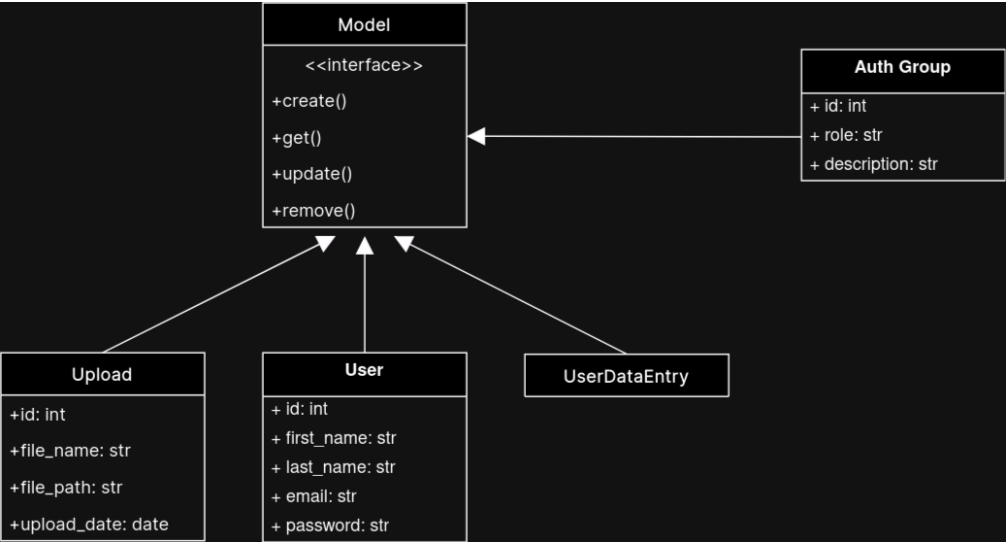 Model
<<interface>>
+create()
+get()
+update()
+remove()
Auth Group
+ id: int
+ role: str
+ description: str
Upload
+id: int
+file_name: str
+file_path: str
+upload_date: date
User
+ id: int
+ first_name: str
+ last_name: str
+ email: str
+ password: str
UserDataEntry